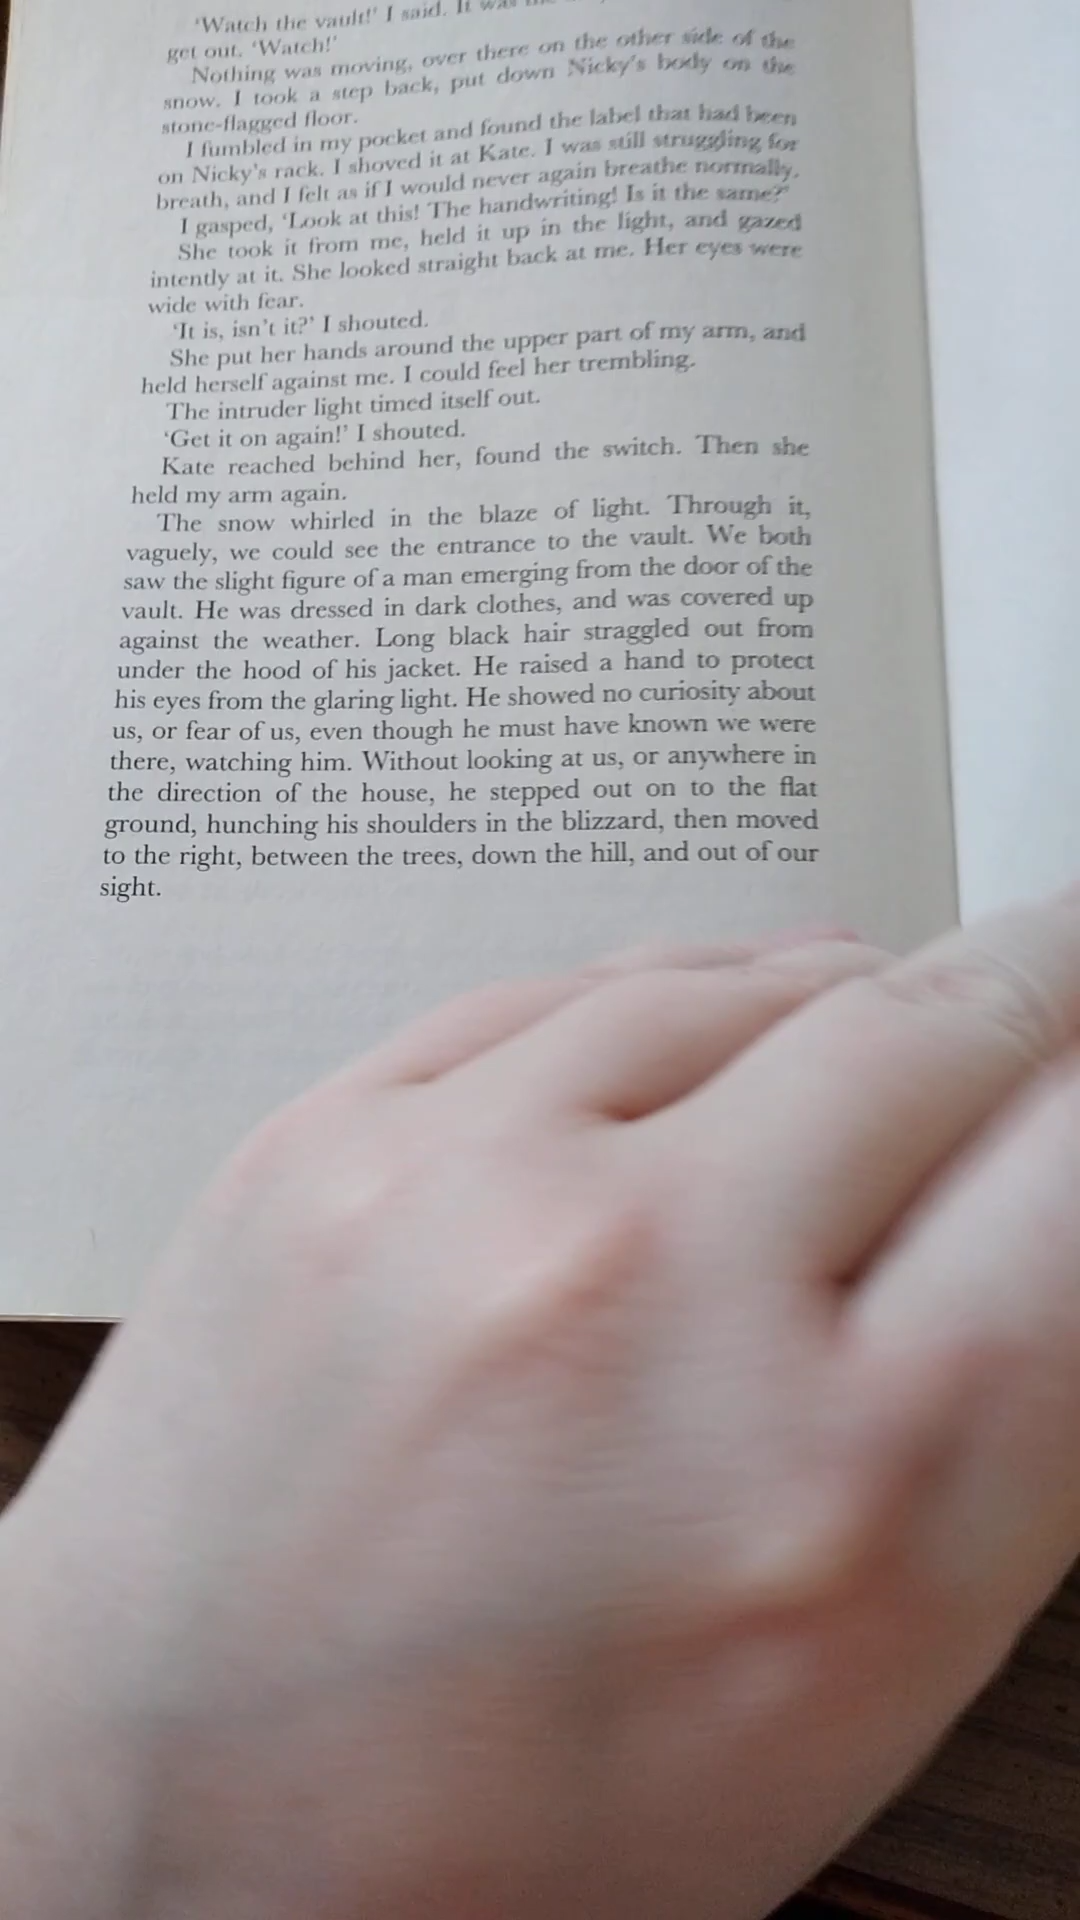 'Watch the vault!' I said. It was
get out. 'Watch!'
Nothing was moving, over there on the other side of the
snow. I took a step back, put down Nicky's body on the
stone-flagged floor.
I fumbled in my pocket and found the label that had been
on Nicky's rack. I shoved it at Kate. I was still struggling for
breath, and I felt as if I would never again breathe normally.
I gasped, 'Look at this! The handwriting! Is it the same?'
She took it from me, held it up in the light, and gazed
intently at it. She looked straight back at me. Her eyes were
wide with fear.
'It is, isn't it?' I shouted.
She put her hands around the upper part of my arm, and
held herself against me. I could feel her trembling.
The intruder light timed itself out.
'Get it on again!' I shouted.
Kate reached behind her, found the switch. Then she
held my arm again.
The snow whirled in the blaze of light. Through it,
vaguely, we could see the entrance to the vault. We both
saw the slight figure of a man emerging from the door of the
vault. He was dressed in dark clothes, and was covered up
against the weather. Long black hair straggled out from
under the hood of his jacket. He raised a hand to protect
his eyes from the glaring light. He showed no curiosity about
us, or fear of us, even though he must have known we were
there, watching him. Without looking at us, or anywhere in
the direction of the house, he stepped out on to the flat
ground, hunching his shoulders in the blizzard, then moved
to the right, between the trees, down the hill, and out of our
sight.